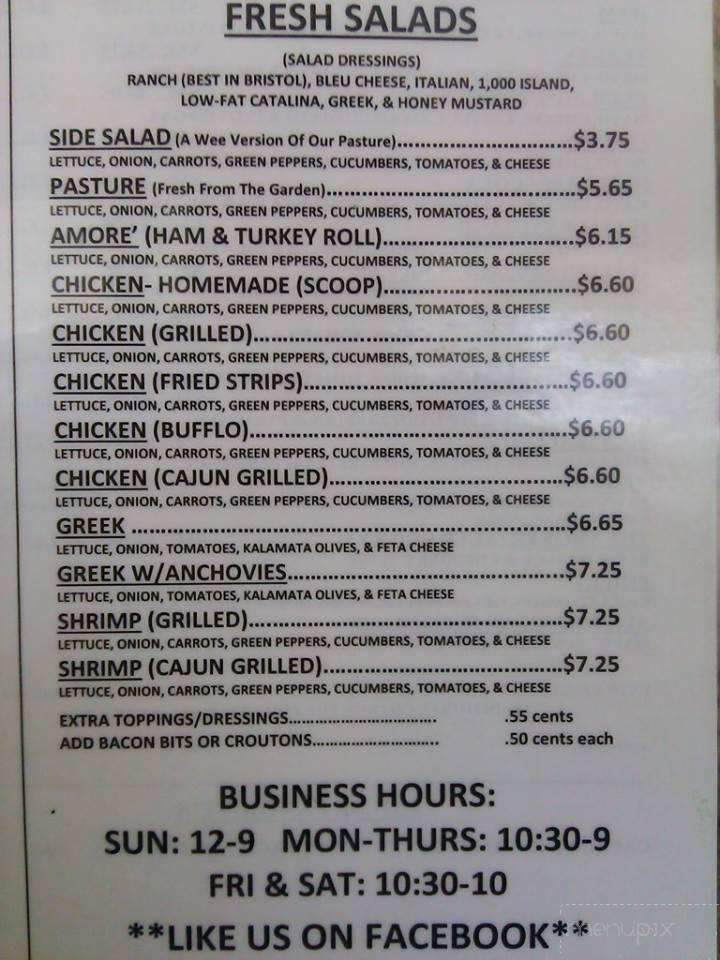 FRESH SALADS
(SALAD DRESSINGS)
RANCH (BEST IN BRISTOL), BLEU CHEESE, ITALIAN, 1,000 ISLAND,
LOW-FAT CATALINA, GREEK, & HONEY MUSTARD
SIDE SALAD (A Wee Version Of Our Pasture)................................$3.75
LETTUCE, ONION, CARROTS, GREEN PEPPERS, CUCUMBERS, TOMATOES, & CHEESE
PASTURE (Fresh From The Garden)................................$5.65
LETTUCE, ONION, CARROTS, GREEN PEPPERS, CUCUMBERS, TOMATOES, & CHEESE
AMORE' (HAM & TURKEY ROLL)................................$6.15
LETTUCE, ONION, CARROTS, GREEN PEPPERS, CUCUMBERS, TOMATOES, & CHEESE
CHICKEN- HOMEMADE (SCOOP)................................$6.60
LETTUCE, ONION, CARROTS, GREEN PEPPERS, CUCUMBERS, TOMATOES, & CHEESE
CHICKEN (GRILLED)................................$6.60
LETTUCE, ONION, CARROTS, GREEN PEPPERS, CUCUMBERS, TOMATOES, & CHEESE
CHICKEN (FRIED STRIPS)................................$6.60
LETTUCE, ONION, CARROTS, GREEN PEPPERS, CUCUMBERS, TOMATOES, & CHEESE
CHICKEN (BUFFLO)................................$6.60
LETTUCE, ONION, CARROTS, GREEN PEPPERS, CUCUMBERS, TOMATOES, & CHEESE
CHICKEN (CAJUN GRILLED)................................$6.60
LETTUCE, ONION, CARROTS, GREEN PEPPERS, CUCUMBERS, TOMATOES, & CHEESE
GREEK ................................$6.65
LETTUCE, ONION, TOMATOES, KALAMATA OLIVES, & FETA CHEESE
GREEK W/ANCHOVIES................................$7.25
LETTUCE, ONION, TOMATOES, KALAMATA OLIVES, & FETA CHEESE
SHRIMP (GRILLED)................................$7.25
LETTUCE, ONION, CARROTS, GREEN PEPPERS, CUCUMBERS, TOMATOES, & CHEESE
SHRIMP (CAJUN GRILLED)................................$7.25
LETTUCE, ONION, CARROTS, GREEN PEPPERS, CUCUMBERS, TOMATOES, & CHEESE
EXTRA TOPPINGS/DRESSINGS................................ .55 cents
ADD BACON BITS OR CROUTONS................................ .50 cents each
BUSINESS HOURS:
SUN: 12-9 MON-THURS: 10:30-9
FRI & SAT: 10:30-10
**LIKE US ON FACEBOOK**
menupix